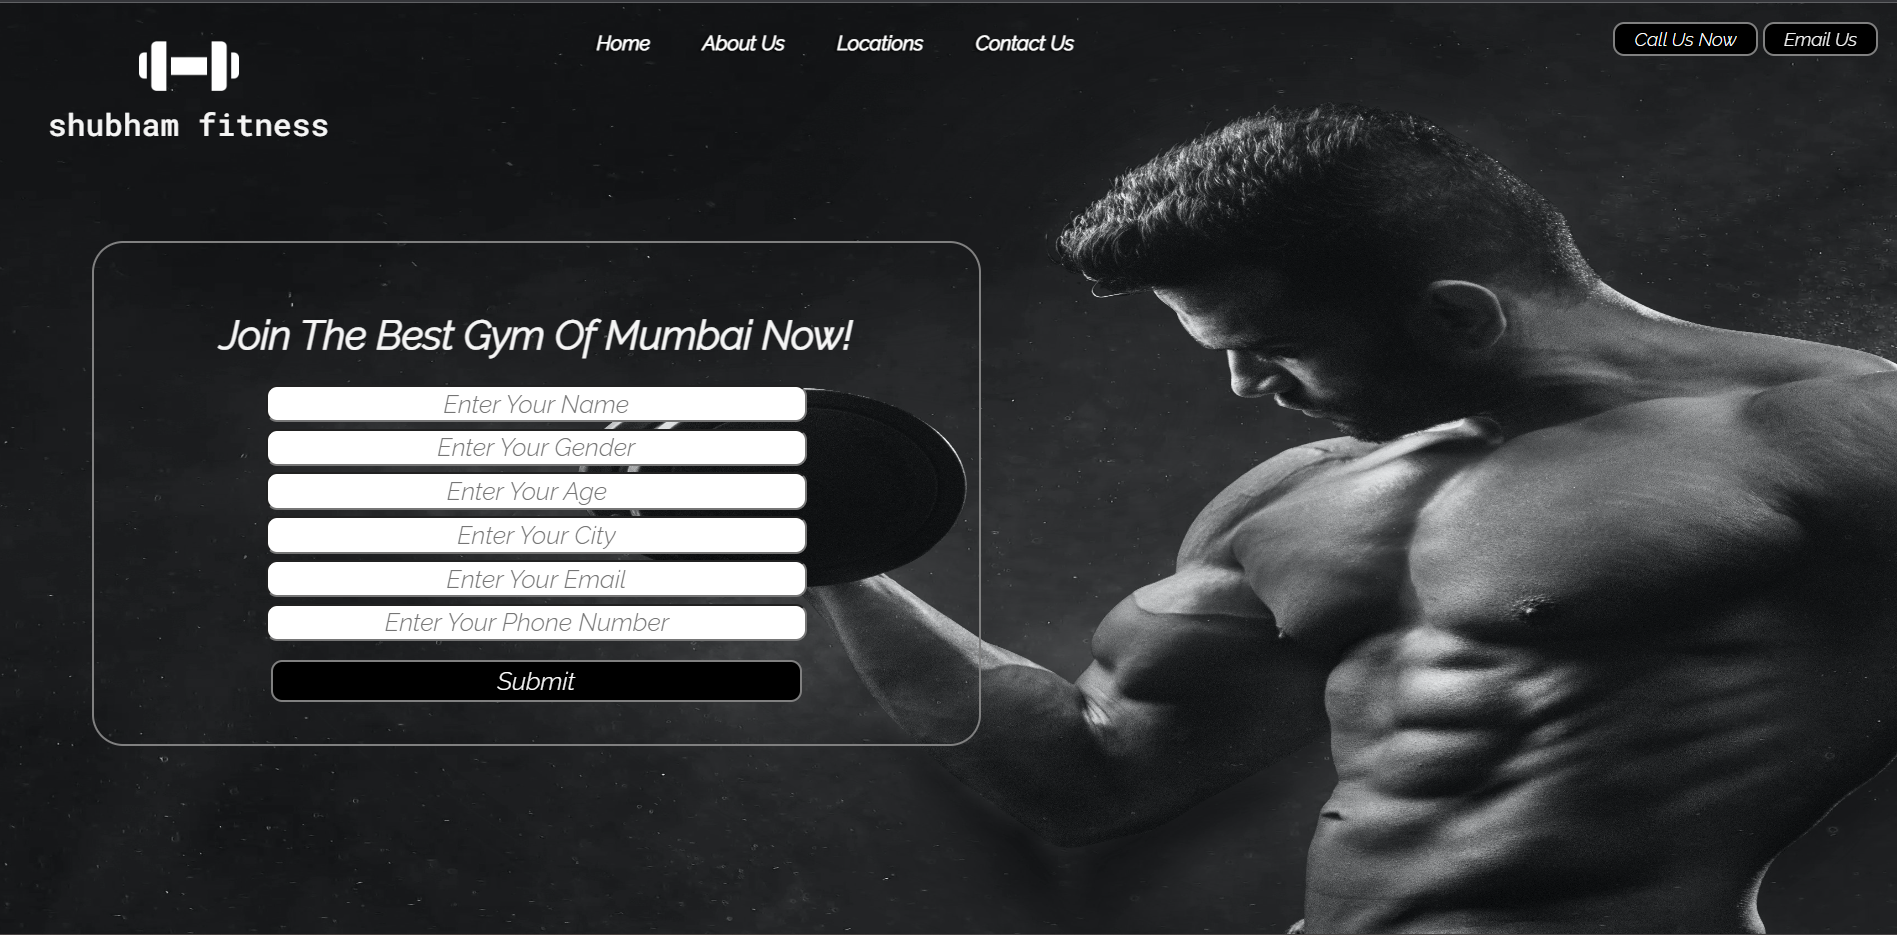 Home About Us Locations Contact Us
Call Us Now Email Us
shubham fitness
Join The Best Gym Of Mumbai Now!
Enter Your Name
Enter Your Gender
Enter Your Age
Enter Your City
Enter Your Email
Enter Your Phone Number
Submit